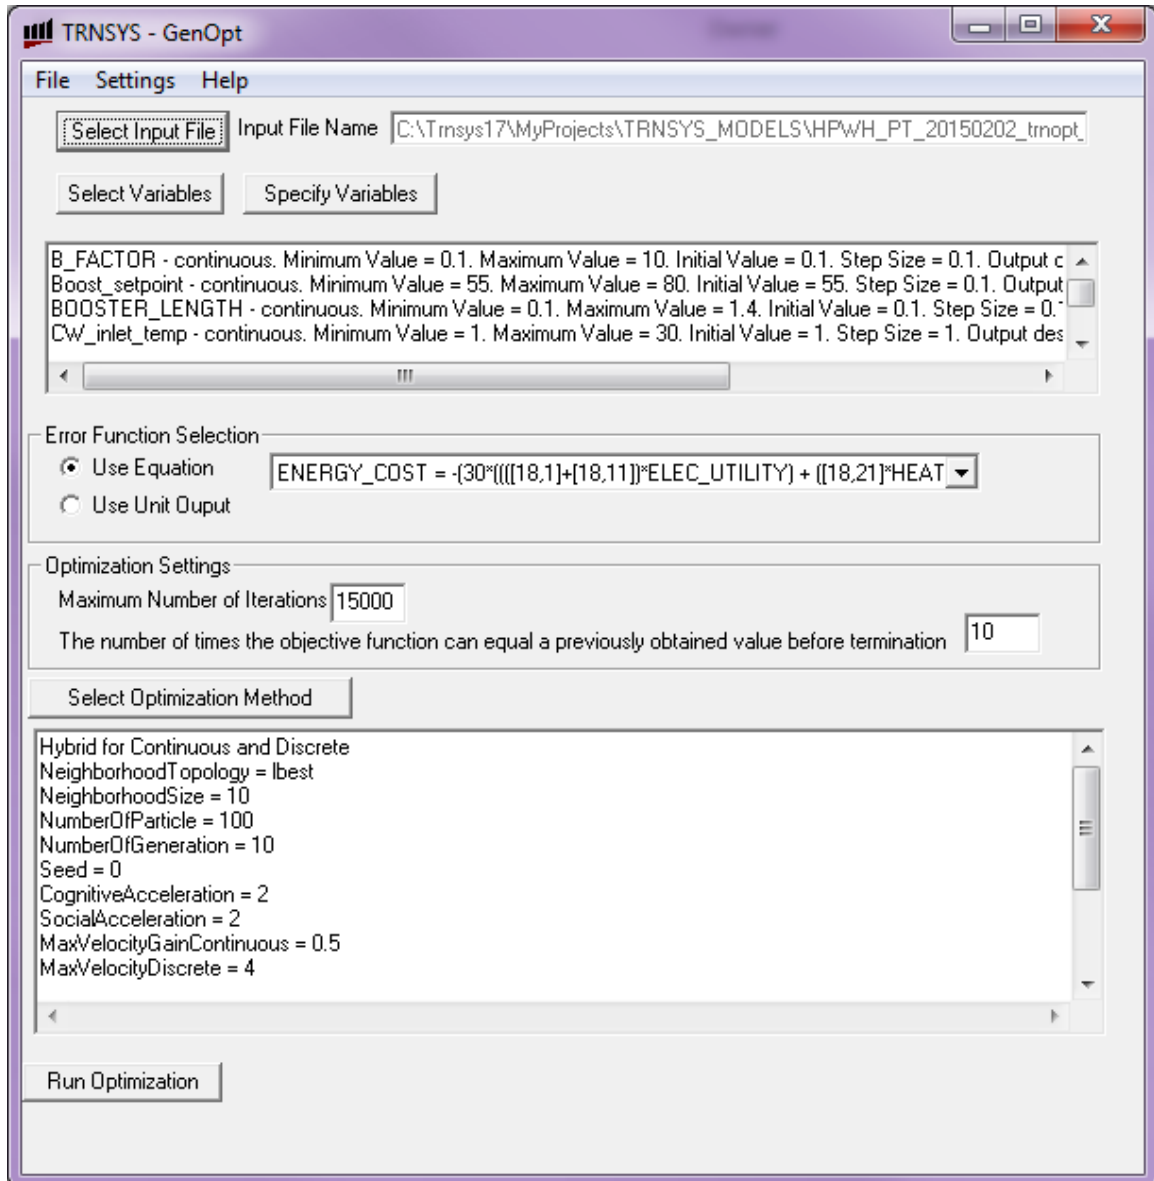 TRNSYS - GenOpt
File Settings Help
Select Input File Input File Name C:\Trnsys17\MyProjects\TRNSYS_MODELS\HPWH_PT_20150202_trnopt_
Select Variables Specify Variables
B_FACTOR - continuous. Minimum Value = 0.1. Maximum Value = 10. Initial Value = 0.1. Step Size = 0.1. Output c
Boost_setpoint - continuous. Minimum Value = 55. Maximum Value = 80. Initial Value = 55. Step Size = 0.1. Output
BOOSTER_LENGTH - continuous. Minimum Value = 0.1. Maximum Value = 1.4. Initial Value = 0.1. Step Size = 0.
CW_inlet_temp - continuous. Minimum Value = 1. Maximum Value = 30. Initial Value = 1. Step Size = 1. Output des
Error Function Selection
Use Equation ENERGY_COST = -(30*((([18,1]+[18,11])*ELEC_UTILITY) + ([18,21]*HEAT
Use Unit Ouput
Optimization Settings
Maximum Number of Iterations 15000
The number of times the objective function can equal a previously obtained value before termination 10
Select Optimization Method
Hybrid for Continuous and Discrete
NeighborhoodTopology = lbest
NeighborhoodSize = 10
NumberOfParticle = 100
NumberOfGeneration = 10
Seed = 0
CognitiveAcceleration = 2
SocialAcceleration = 2
MaxVelocityGainContinuous = 0.5
MaxVelocityDiscrete = 4
Run Optimization